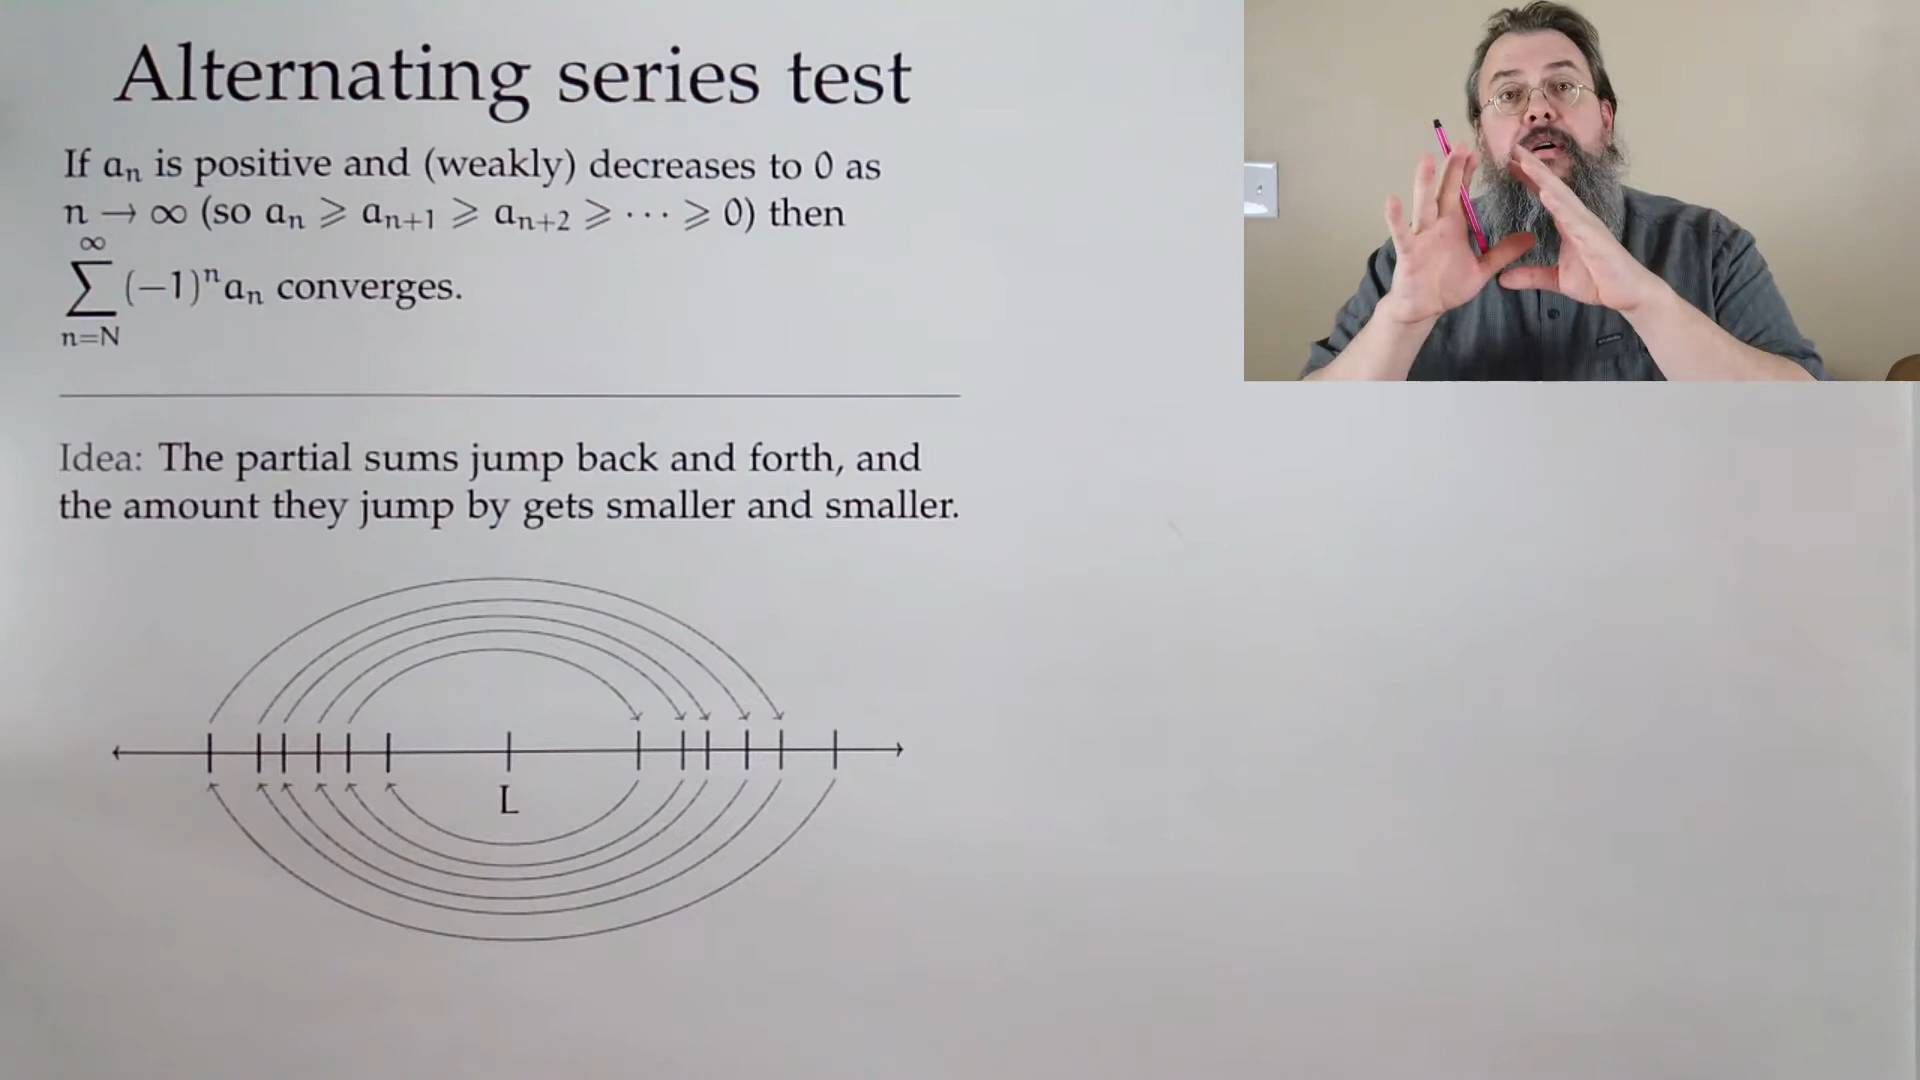 Alternating series test
If aₙ is positive and (weakly) decreases to 0 as
n → ∞ (so aₙ ⩾ aₙ₊₁ ⩾ aₙ₊₂ ⩾ ··· ⩾ 0) then
∞
∑ (−1)ⁿaₙ converges.
n=N
Idea: The partial sums jump back and forth, and
the amount they jump by gets smaller and smaller.
L